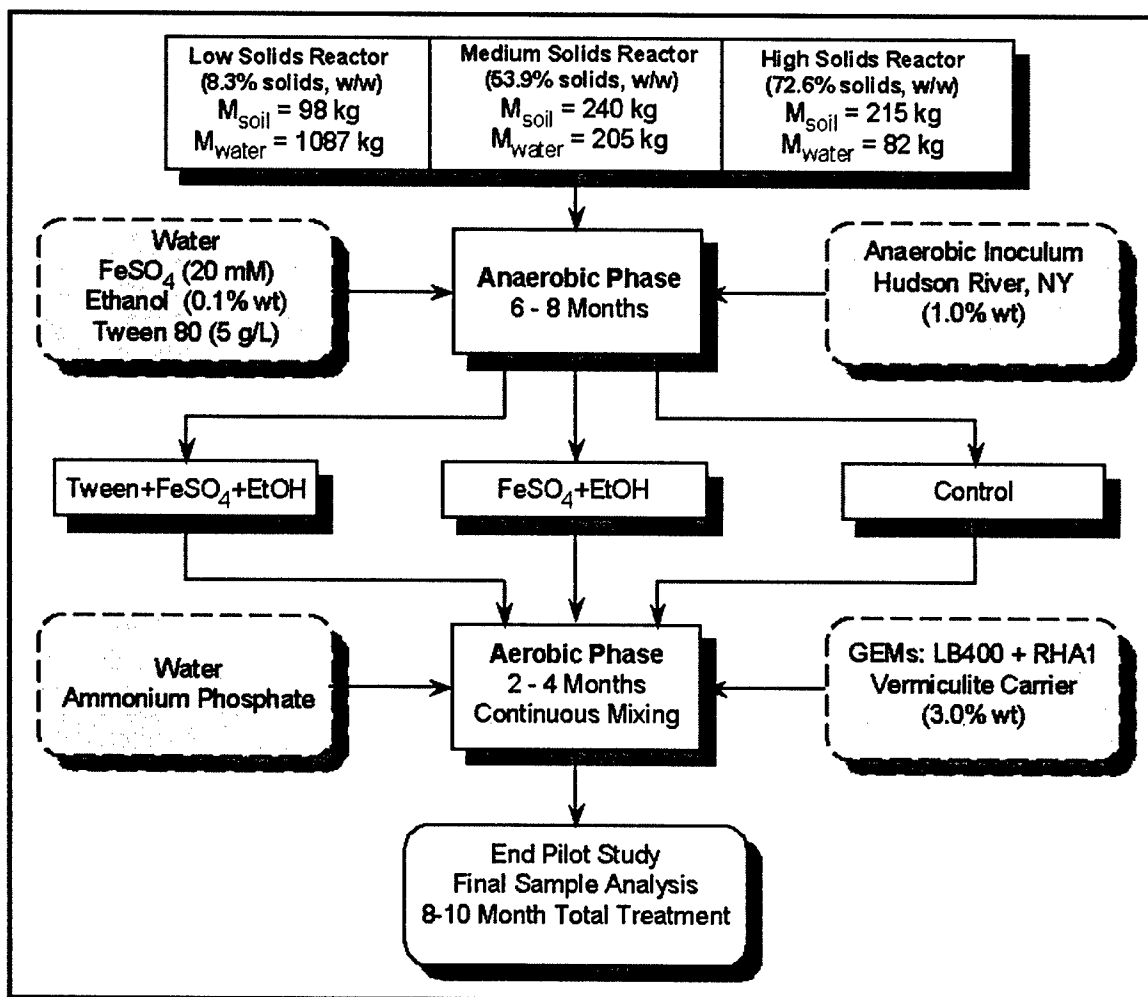 Low Solids Reactor
(8.3% solids, w/w)
M_soil = 98 kg
M_water = 1087 kg
Medium Solids Reactor
(53.9% solids, w/w)
M_soil = 240 kg
M_water = 205 kg
High Solids Reactor
(72.6% solids, w/w)
M_soil = 215 kg
M_water = 82 kg
Water
FeSO₄ (20 mM)
Ethanol (0.1% wt)
Tween 80 (5 g/L)
Anaerobic Phase
6 - 8 Months
Anaerobic Inoculum
Hudson River, NY
(1.0% wt)
Tween+FeSO₄+EtOH
FeSO₄+EtOH
Control
Water
Ammonium Phosphate
Aerobic Phase
2 - 4 Months
Continuous Mixing
GEMs: LB400 + RHA1
Vermiculite Carrier
(3.0% wt)
End Pilot Study
Final Sample Analysis
8-10 Month Total Treatment